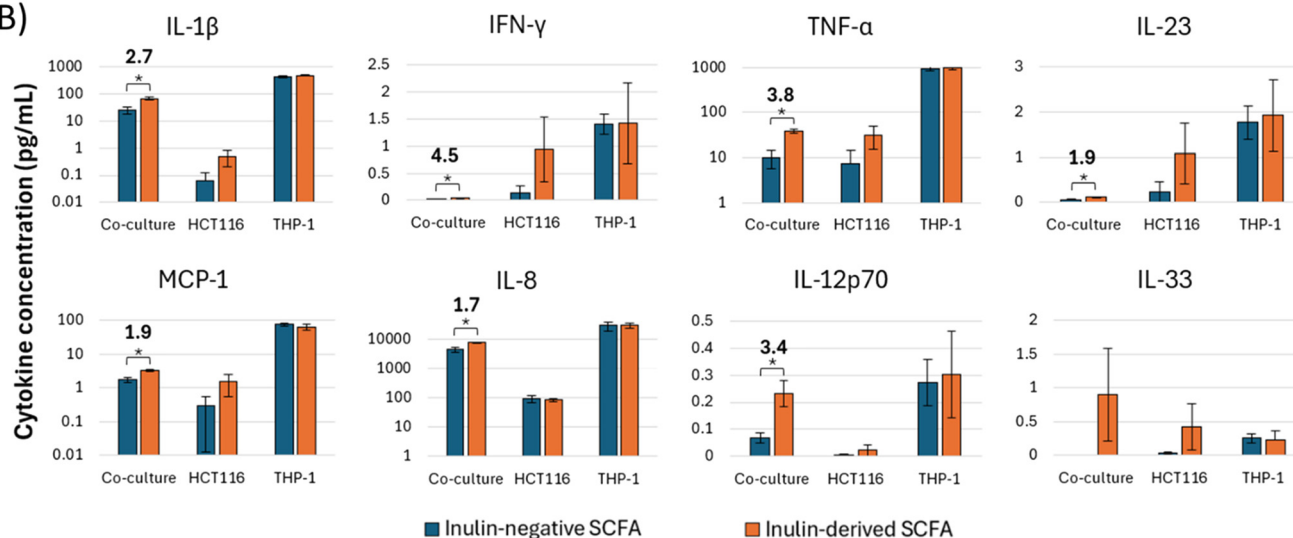 B)
IL-1β
IFN-γ
TNF-α
IL-23
Cytokine concentration (pg/mL)
2.7
*
1000
100
10
1
0.1
0.01
Co-culture HCT116 THP-1
4.5
*
2.5
2
1.5
1
0.5
0
Co-culture HCT116 THP-1
3.8
*
1000
100
10
1
Co-culture HCT116 THP-1
1.9
*
3
2
1
0
Co-culture HCT116 THP-1
MCP-1
IL-8
IL-12p70
IL-33
1.9
*
100
10
1
0.1
0.01
Co-culture HCT116 THP-1
1.7
*
10000
1000
100
10
1
Co-culture HCT116 THP-1
3.4
*
0.5
0.4
0.3
0.2
0.1
0
Co-culture HCT116 THP-1
2
1.5
1
0.5
0
Co-culture HCT116 THP-1
Inulin-negative SCFA Inulin-derived SCFA